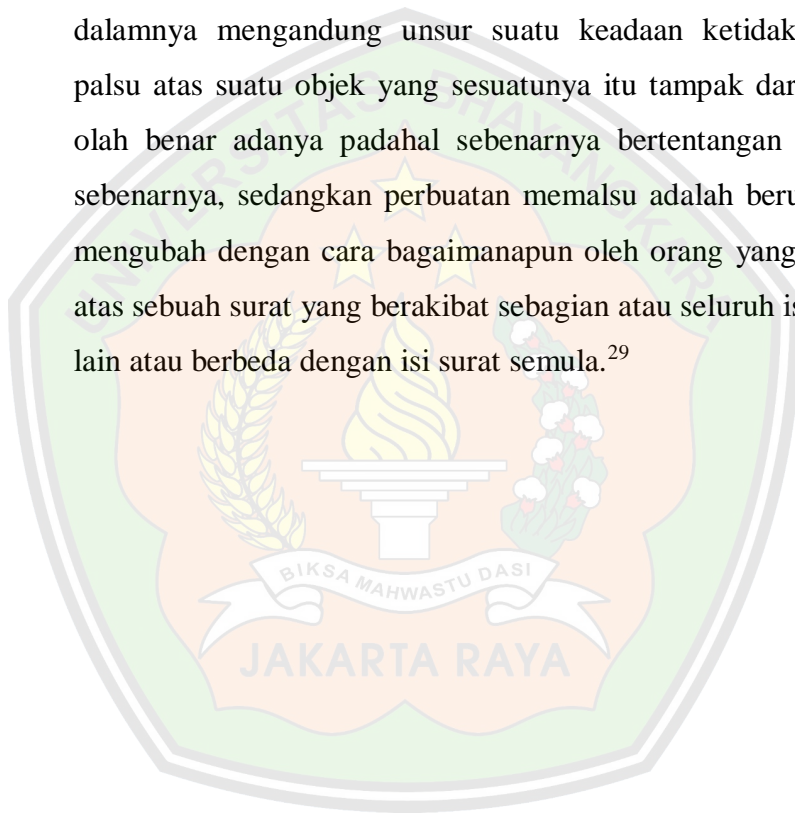 dalamnya mengandung unsur suatu keadaan ketidak
palsu atas suatu objek yang sesuatunya itu tampak dar
olah benar adanya padahal sebenarnya bertentangan
sebenarnya, sedangkan perbuatan memalsu adalah beru
mengubah dengan cara bagaimanapun oleh orang yang
atas sebuah surat yang berakibat sebagian atau seluruh is
lain atau berbeda dengan isi surat semula.29
UNIVERSITAS BHAYANGKARA
BIKSA MAHWASTU DASI
JAKARTA RAYA